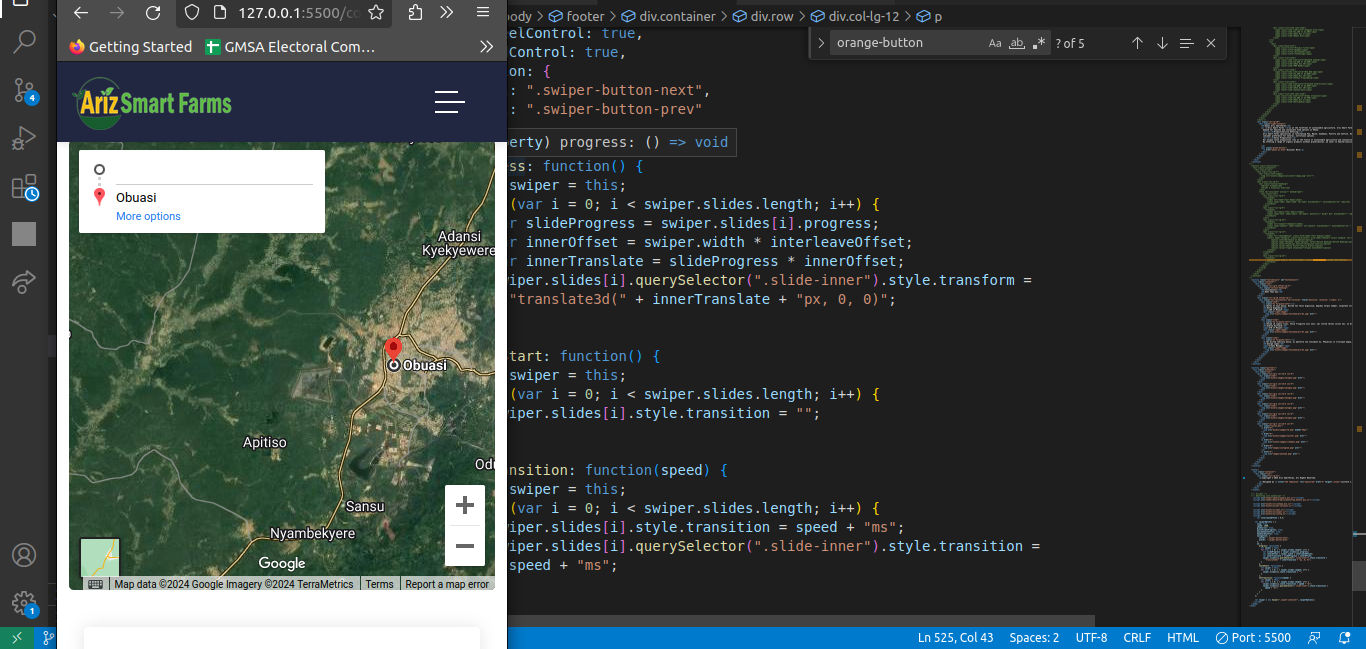 127.0.0.1:5500/co
Getting Started
GMSA Electoral Com…
Ariz Smart Farms
Obuasi
More options
Adansi
Kyekyewere
Obuasi
Apitiso
Odu
Sansu
Nyambekyere
Google
Map data ©2024 Google Imagery ©2024 TerraMetrics
Terms
Report a map error
4
1
body > footer > div.container > div.row > div.col-lg-12 > p
orange-button
Aa
ab
.*
? of 5
elControl: true,
Control: true,
on: {
: ".swiper-button-next",
: ".swiper-button-prev"
erty) progress: () => void
ss: function() {
swiper = this;
(var i = 0; i < swiper.slides.length; i++) {
r slideProgress = swiper.slides[i].progress;
r innerOffset = swiper.width * interleaveOffset;
r innerTranslate = slideProgress * innerOffset;
iper.slides[i].querySelector(".slide-inner").style.transform =
"translate3d(" + innerTranslate + "px, 0, 0)";
tart: function() {
swiper = this;
(var i = 0; i < swiper.slides.length; i++) {
iper.slides[i].style.transition = "";
nsition: function(speed) {
swiper = this;
(var i = 0; i < swiper.slides.length; i++) {
iper.slides[i].style.transition = speed + "ms";
iper.slides[i].querySelector(".slide-inner").style.transition =
speed + "ms";
Ln 525, Col 43
Spaces: 2
UTF-8
CRLF
HTML
Port : 5500